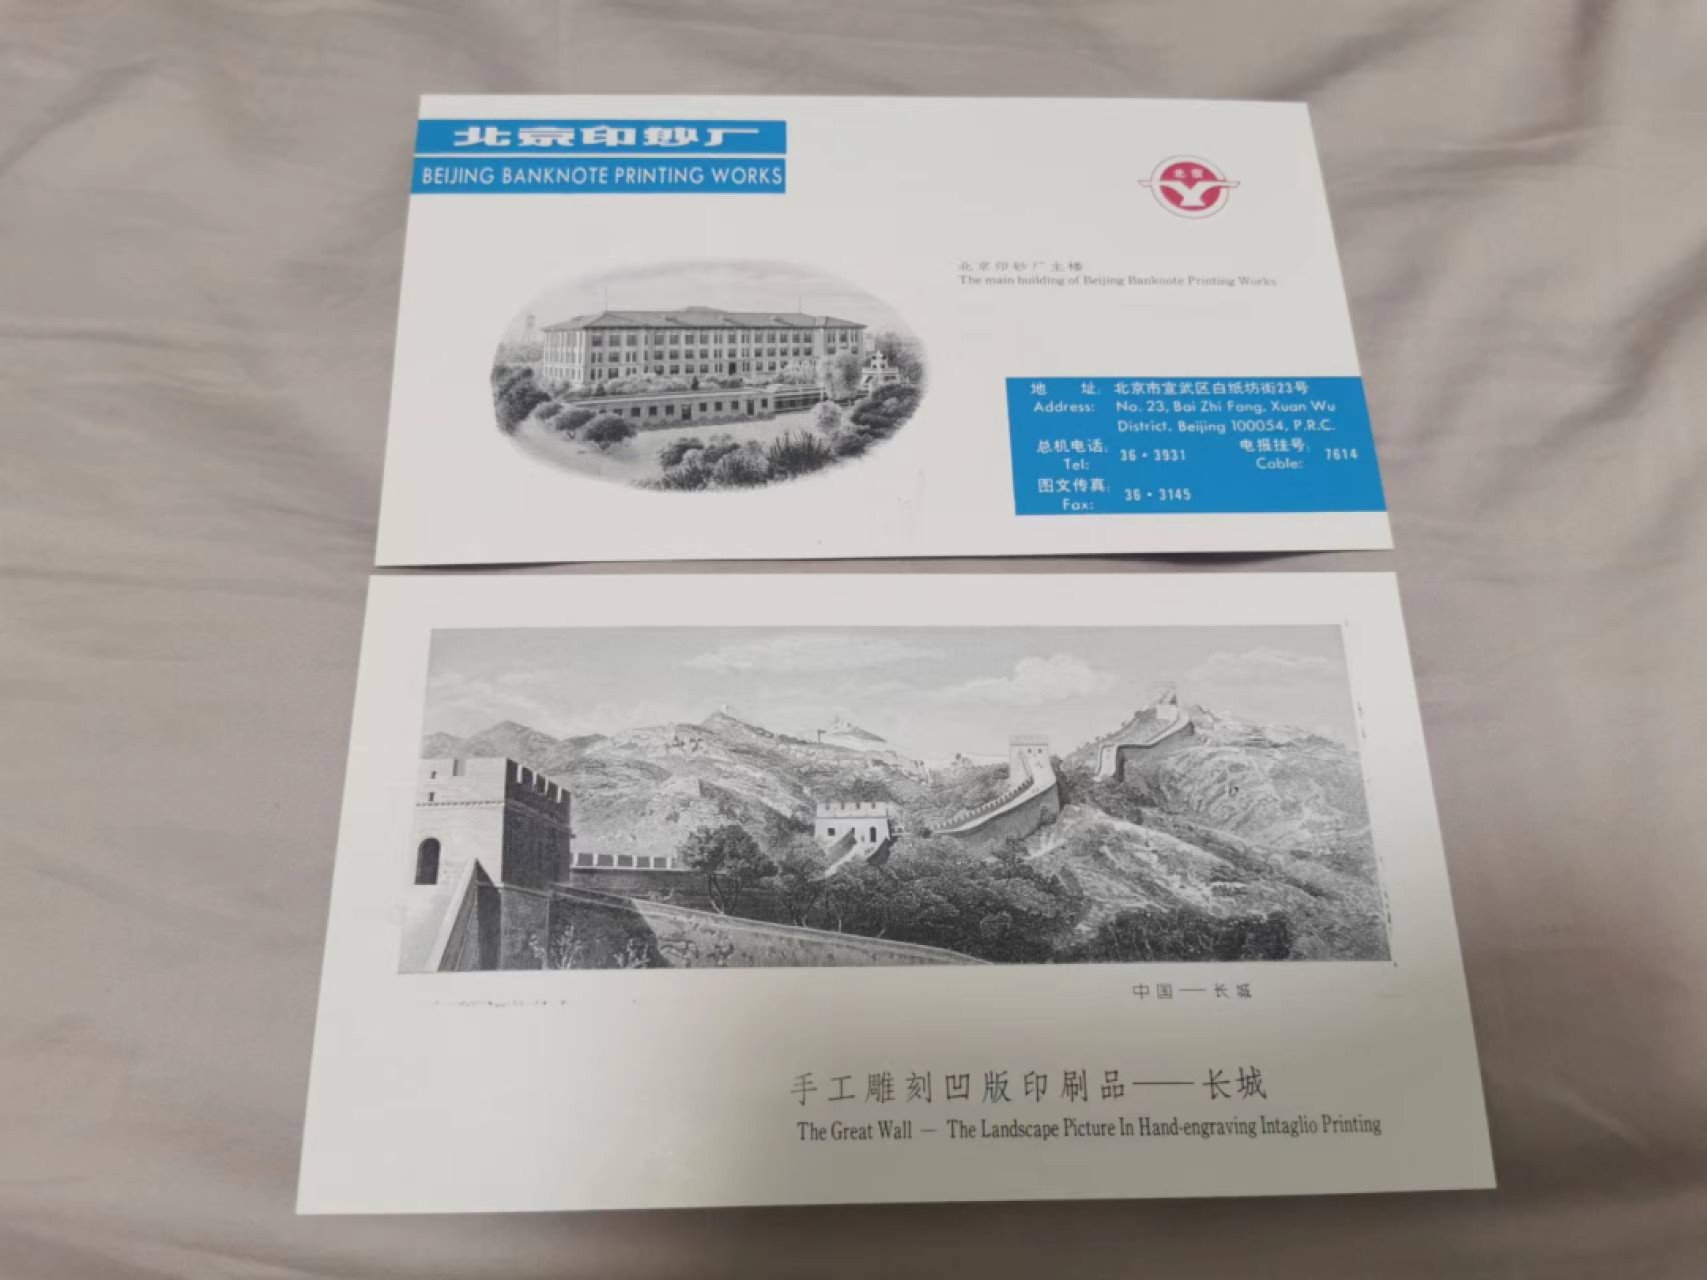 北京印钞厂
BEIJING BANKNOTE PRINTING WORKS
北京
北京印钞厂主楼
The main building of Beijing Banknote Printing Works
地 址: 北京市宣武区白纸坊街23号
Address: No. 23, Bai Zhi Fang, Xuan Wu
District, Beijing 100054, P.R.C.
总机电话: 36·3931 电报挂号: 7614
Tel: Cable:
图文传真: 36·3145
Fax:
中国——长城
手工雕刻凹版印刷品——长城
The Great Wall — The Landscape Picture In Hand-engraving Intaglio Printing